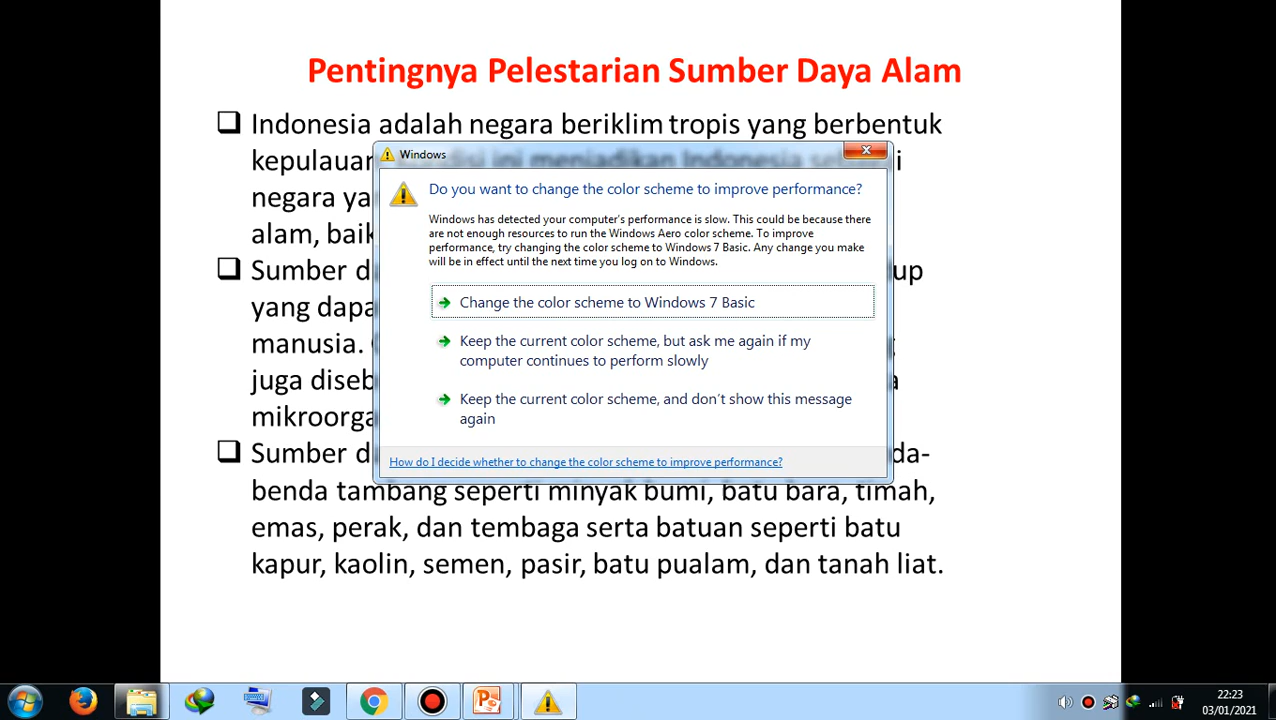 Pentingnya Pelestarian Sumber Daya Alam
Indonesia adalah negara beriklim tropis yang berbentuk
kepulauan
negara
alam, baik
Sumber
yang
manusia.
juga
Sumber
benda tambang seperti minyak bumi, batu bara, timah,
emas, perak, dan tembaga serta batuan seperti batu
kapur, kaolin, semen, pasir, batu pualam, dan tanah liat.
Windows
Do you want to change the color scheme to improve performance?
Windows has detected your computer's performance is slow. This could be because there
are not enough resources to run the Windows Aero color scheme. To improve
performance, try changing the color scheme to Windows 7 Basic. Any change you make
will be in effect until the next time you log on to Windows.
Change the color scheme to Windows 7 Basic
Keep the current color scheme, but ask me again if my
computer continues to perform slowly
Keep the current color scheme, and don't show this message
again
How do I decide whether to change the color scheme to improve performance?
22:23
03/01/2021